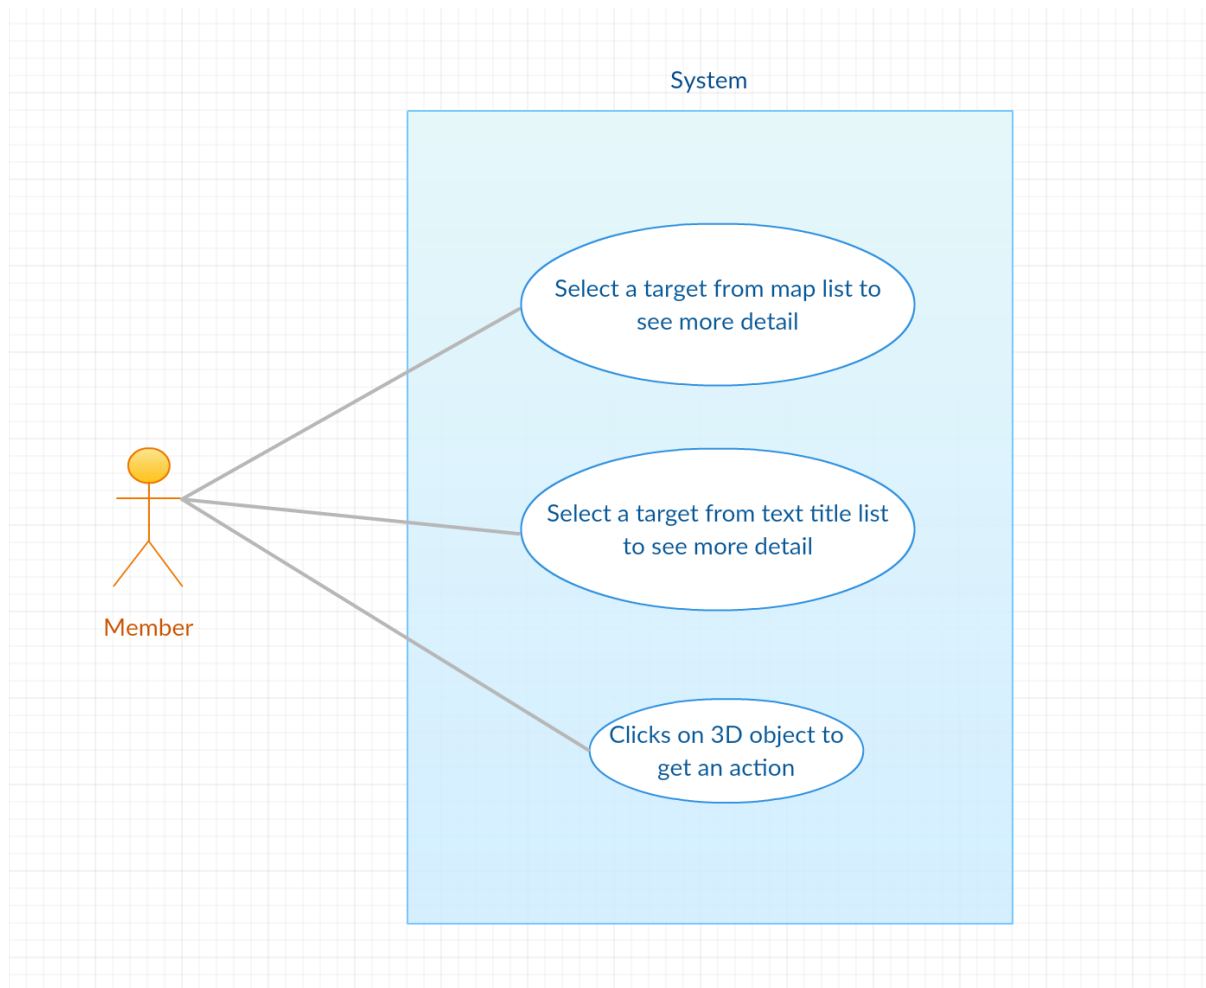 System
Select a target from map list to
see more detail
Select a target from text title list
to see more detail
Member
Clicks on 3D object to
get an action